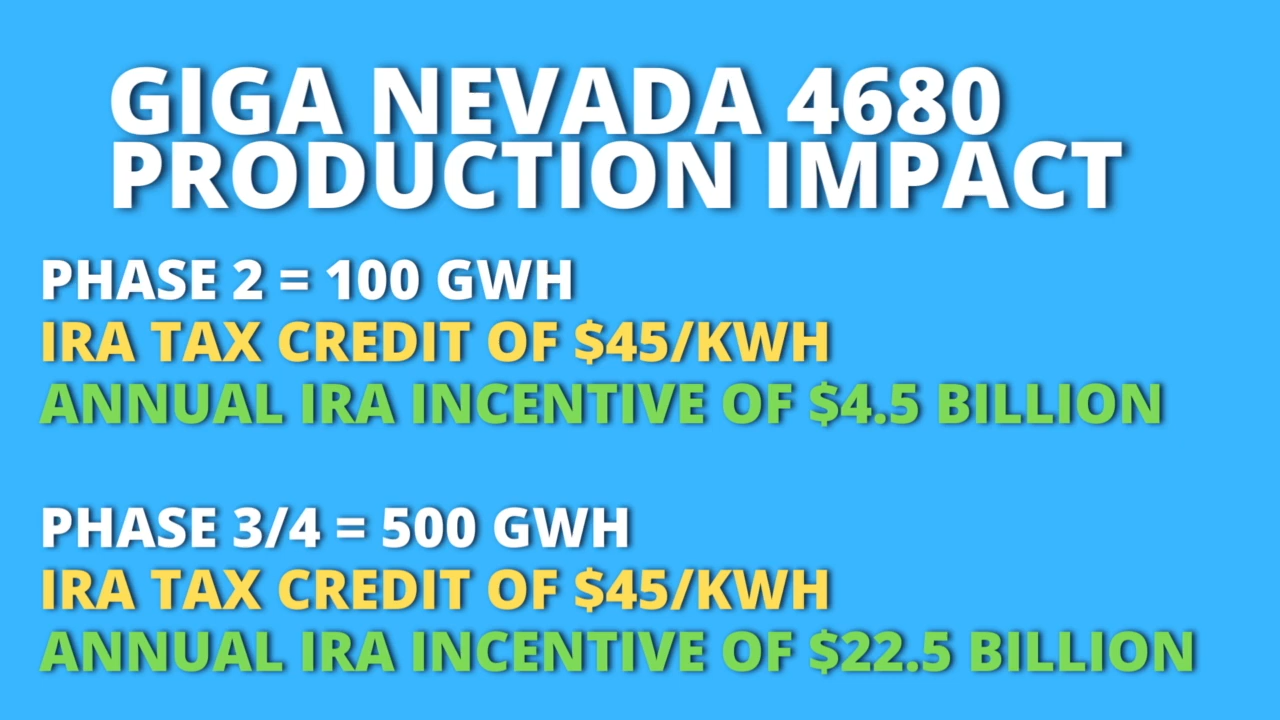 GIGA NEVADA 4680
PRODUCTION IMPACT
PHASE 2 = 100 GWH
IRA TAX CREDIT OF $45/KWH
ANNUAL IRA INCENTIVE OF $4.5 BILLION
PHASE 3/4 = 500 GWH
IRA TAX CREDIT OF $45/KWH
ANNUAL IRA INCENTIVE OF $22.5 BILLION